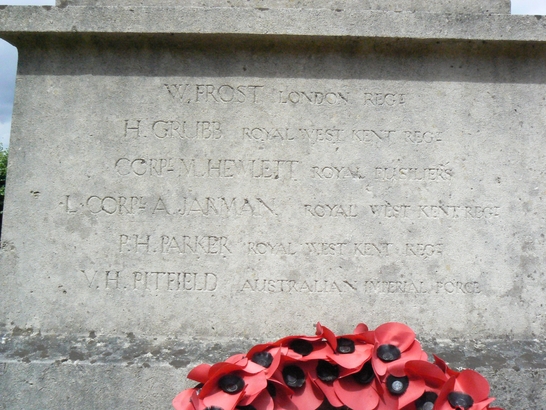 W. FROST LONDON REGT
H. GRUBB ROYAL WEST KENT REGT
CORPL M. HEWLETT ROYAL FUSILIERS
L. CORPL A. JARMAN ROYAL WEST KENT REGT
P. H. PARKER ROYAL WEST KENT REGT
V. H. PITFIELD AUSTRALIAN IMPERIAL FORCE